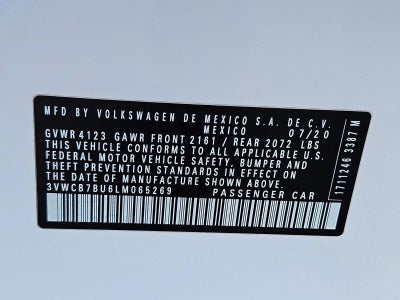 MFD BY VOLKSWAGEN DE MEXICO S.A. DE C.V.
MEXICO 07/20
GVWR 4123 GAWR FRONT 2161 / REAR 2072 LBS
THIS VEHICLE CONFORMS TO ALL APPLICABLE U.S.
FEDERAL MOTOR VEHICLE SAFETY, BUMPER AND
THEFT PREVENTION STANDARDS IN EFFECT ON
THE DATE OF MANUFACTURE SHOWN ABOVE
3VWCB7BU6LM065269 PASSENGER CAR
1711246 3387 M